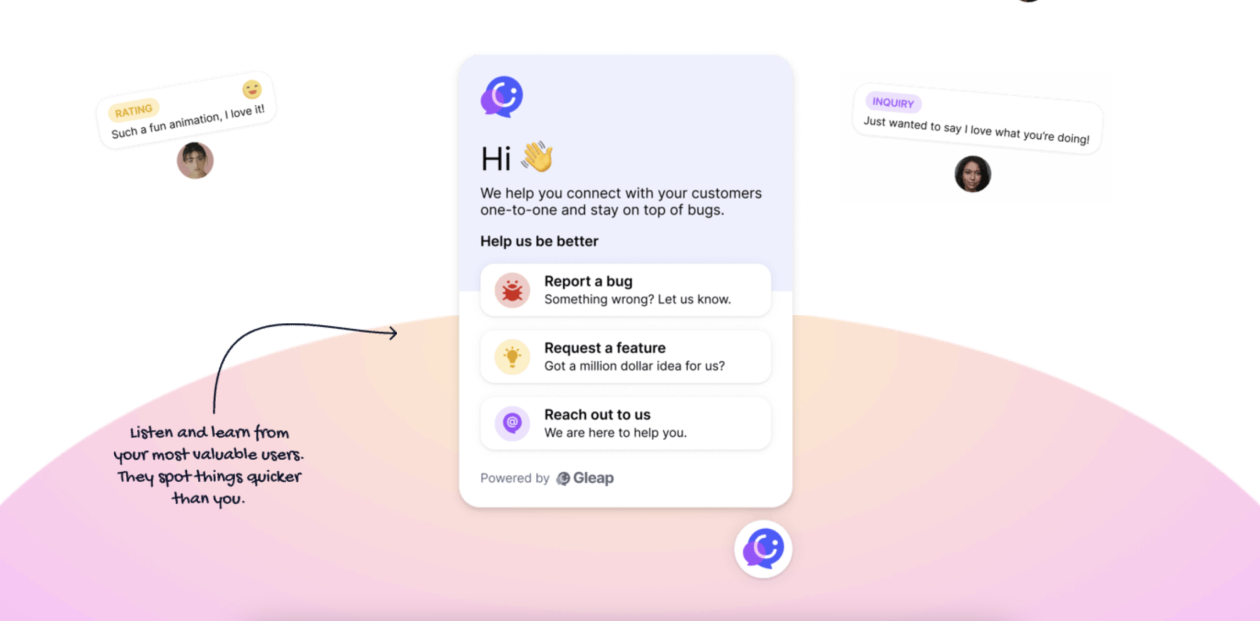 RATING
Such a fun animation, I love it!
INQUIRY
Just wanted to say I love what you're doing!
Hi 👋
We help you connect with your customers
one-to-one and stay on top of bugs.
Help us be better
Report a bug
Something wrong? Let us know.
Request a feature
Got a million dollar idea for us?
Reach out to us
We are here to help you.
Powered by Gleap
Listen and learn from
your most valuable users.
They spot things quicker
than you.